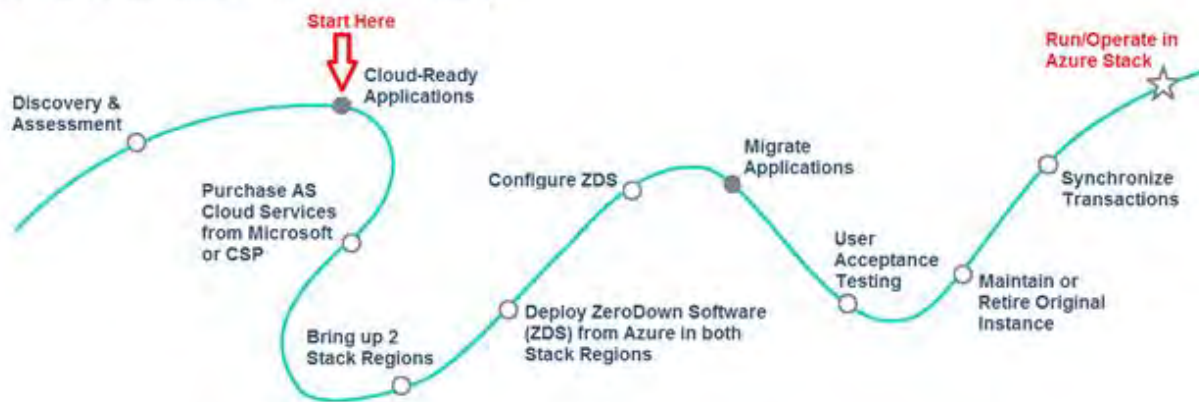 Start Here
Discovery &
Assessment
Cloud-Ready
Applications
Purchase AS
Cloud Services
from Microsoft
or CSP
Bring up 2
Stack Regions
Deploy ZeroDown Software
(ZDS) from Azure in both
Stack Regions
Configure ZDS
Migrate
Applications
User
Acceptance
Testing
Maintain or
Retire Original
Instance
Synchronize
Transactions
Run/Operate in
Azure Stack